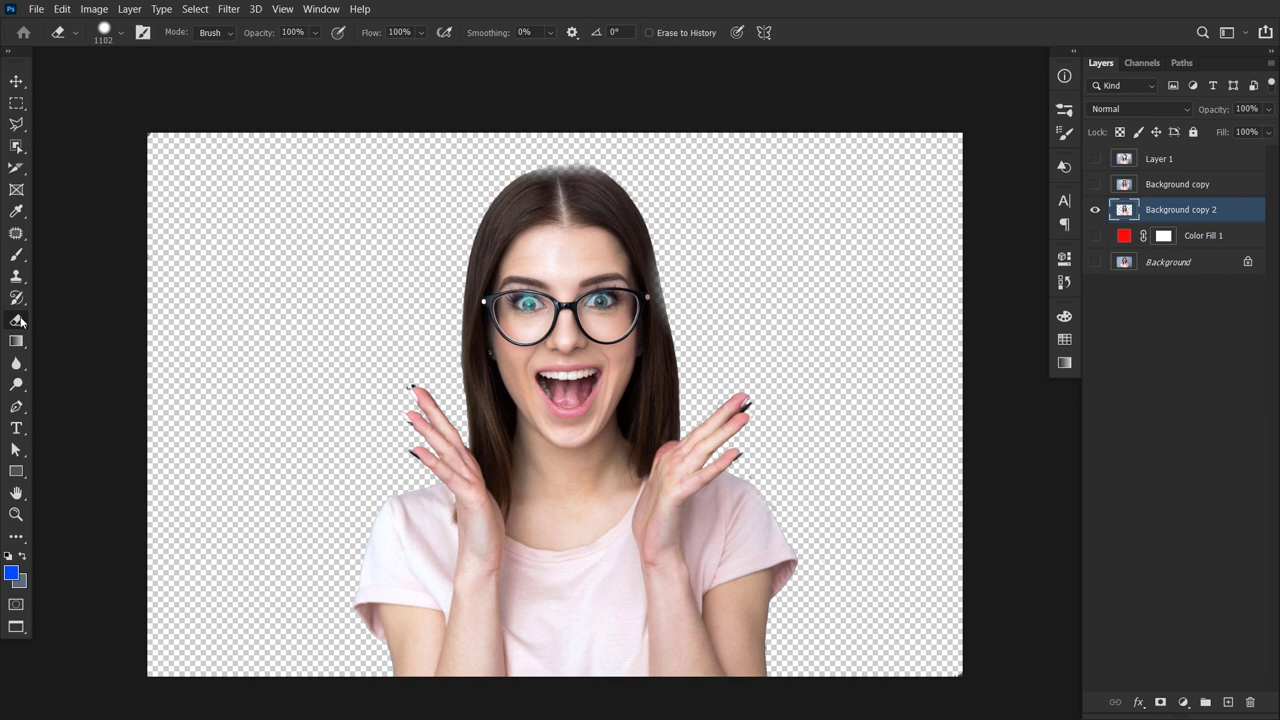 Ps File Edit Image Layer Type Select Filter 3D View Window Help
1102 Mode: Brush Opacity: 100% Flow: 100% Smoothing: 0% 0° Erase to History
Layers Channels Paths
Kind
Normal Opacity: 100%
Lock: Fill: 100%
Layer 1
Background copy
Background copy 2
Color Fill 1
Background